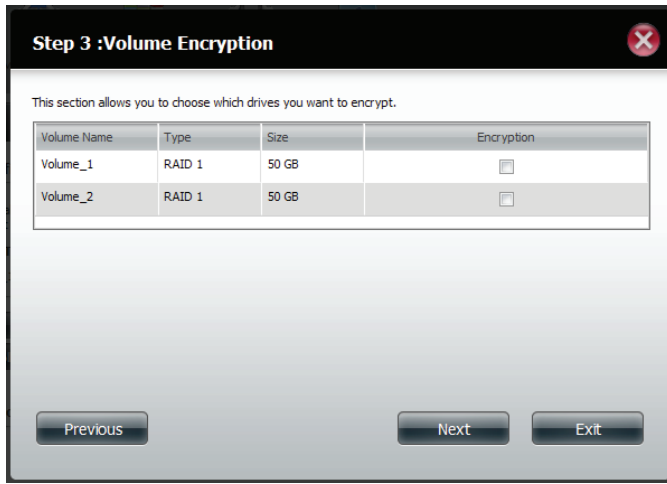 Step 3 :Volume Encryption
This section allows you to choose which drives you want to encrypt.
Volume Name Type Size Encryption
Volume_1 RAID 1 50 GB
Volume_2 RAID 1 50 GB
Previous Next Exit